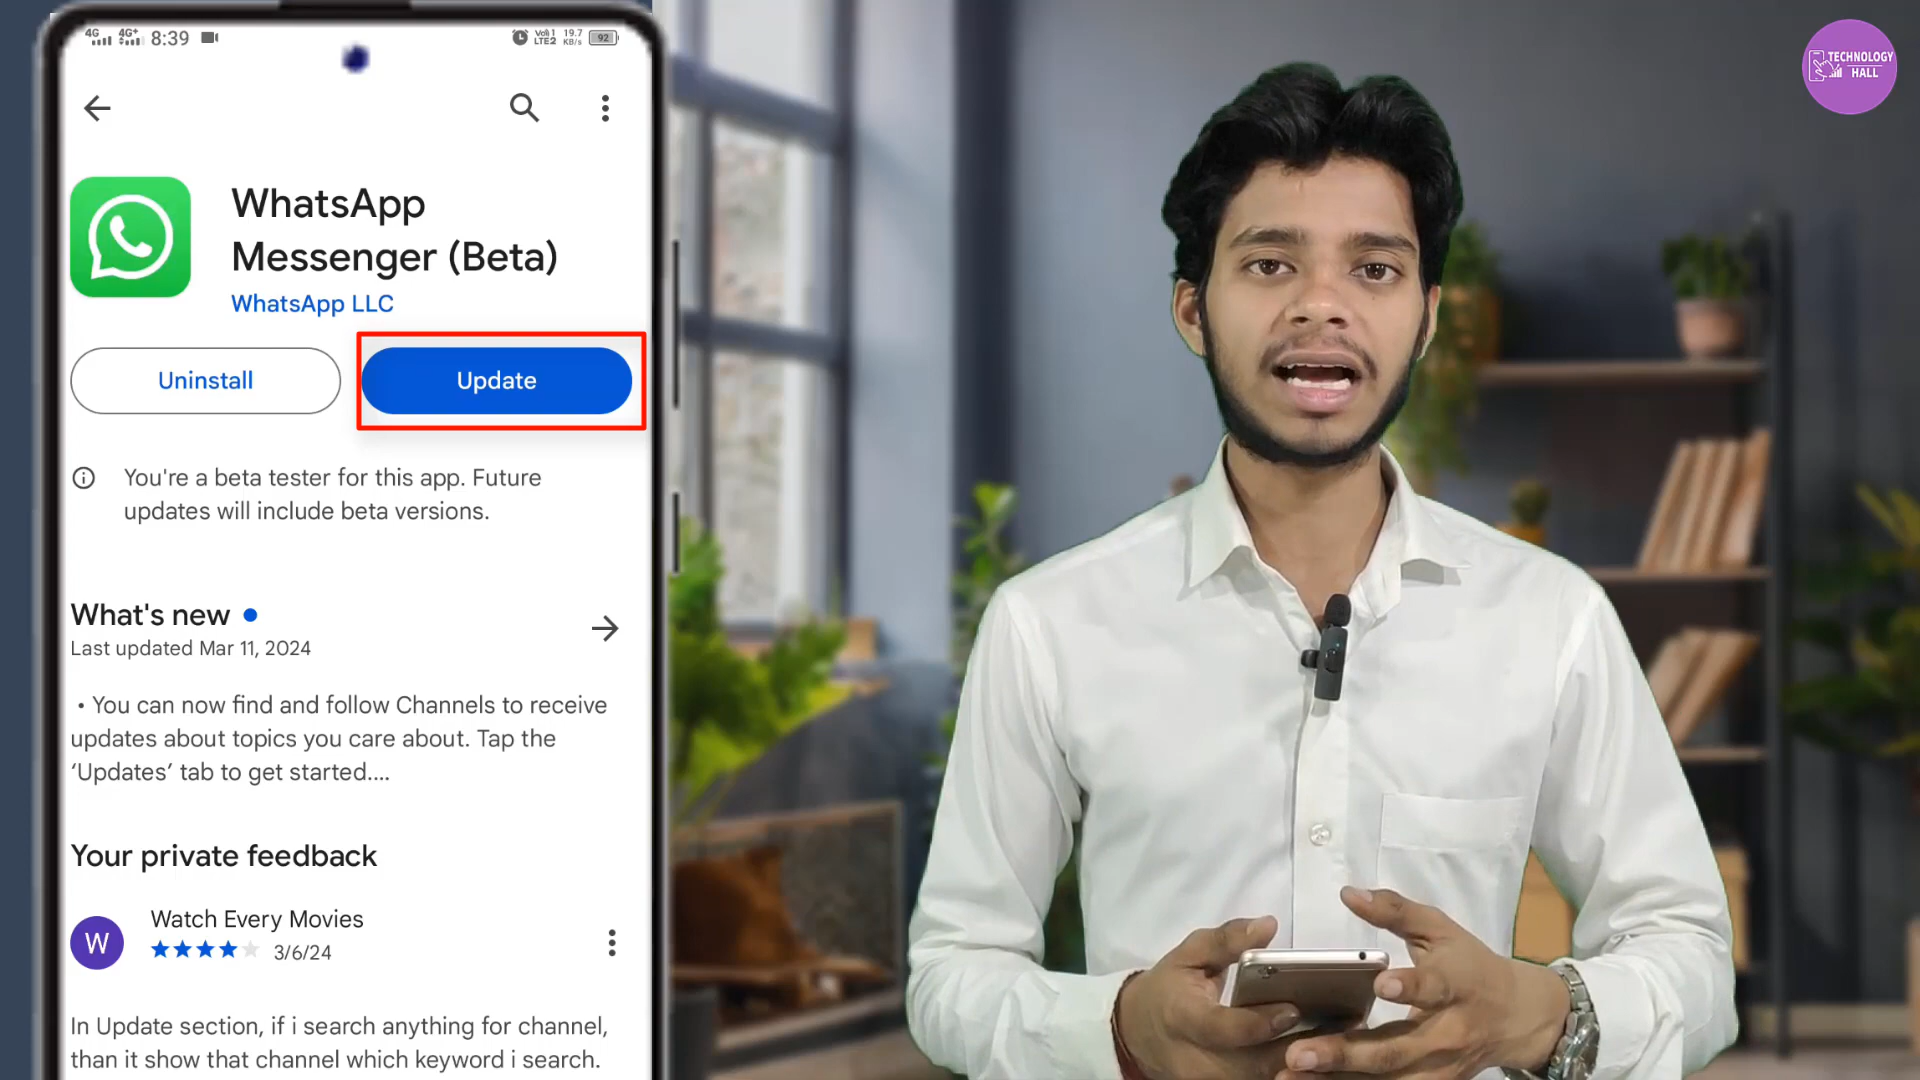 4G 4G+ 8:39 Vo) 1 LTE2 19.7 KB/s 92
TECHNOLOGY
HALL
WhatsApp
Messenger (Beta)
WhatsApp LLC
Uninstall Update
You're a beta tester for this app. Future
updates will include beta versions.
What's new
Last updated Mar 11, 2024
• You can now find and follow Channels to receive
updates about topics you care about. Tap the
‘Updates’ tab to get started....
Your private feedback
W
Watch Every Movies
3/6/24
In Update section, if i search anything for channel,
than it show that channel which keyword i search.